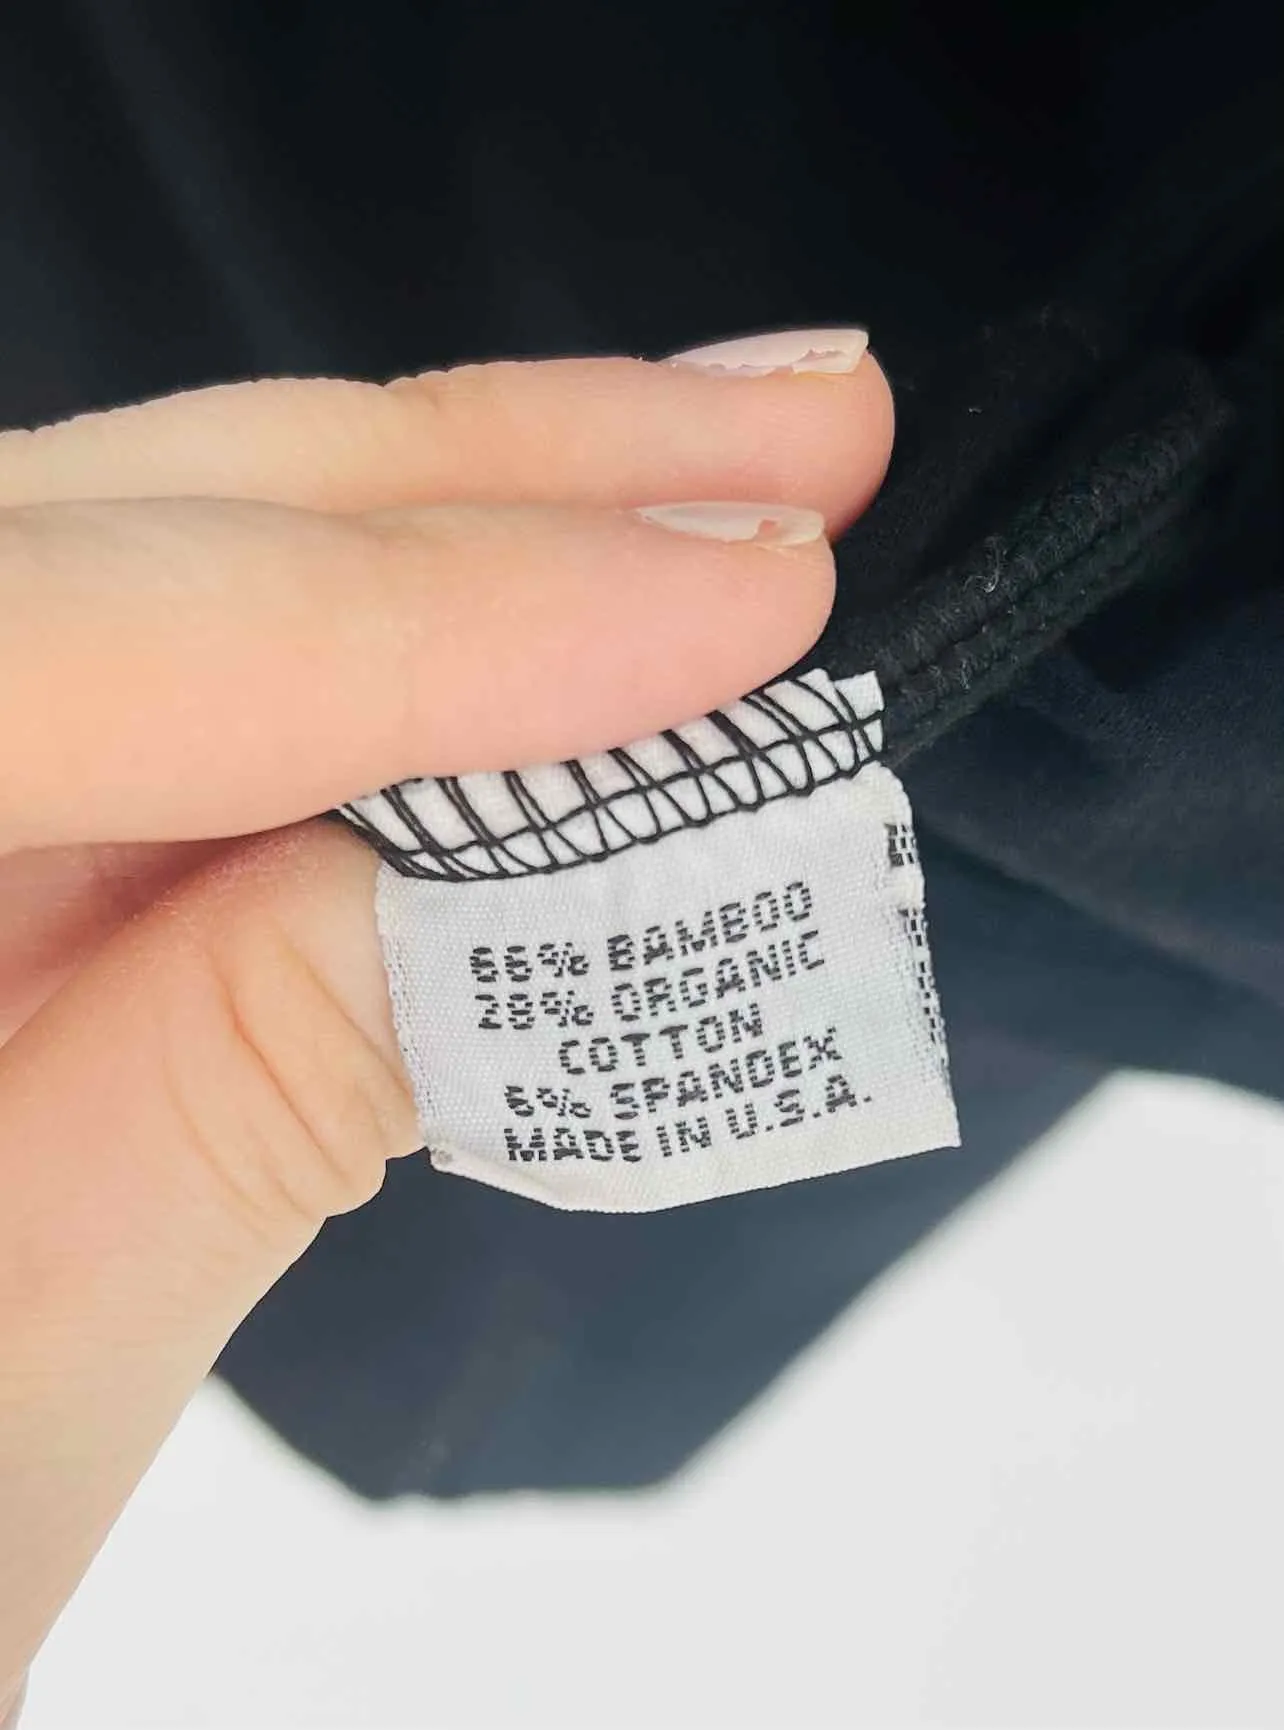 66% BAMBOO
28% ORGANIC
COTTON
6% SPANDEX
MADE IN U.S.A.